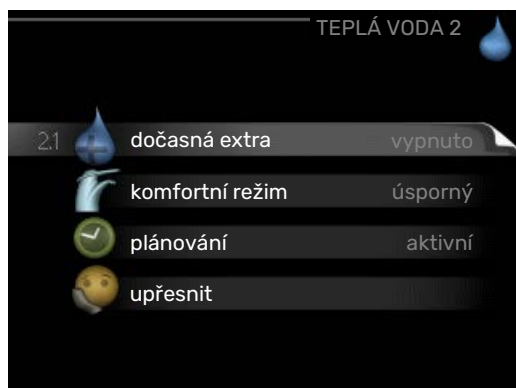 TEPLÁ VODA 2
2.1 dočasná extra vypnuto
komfortní režim úsporný
plánování aktivní
upřesnit